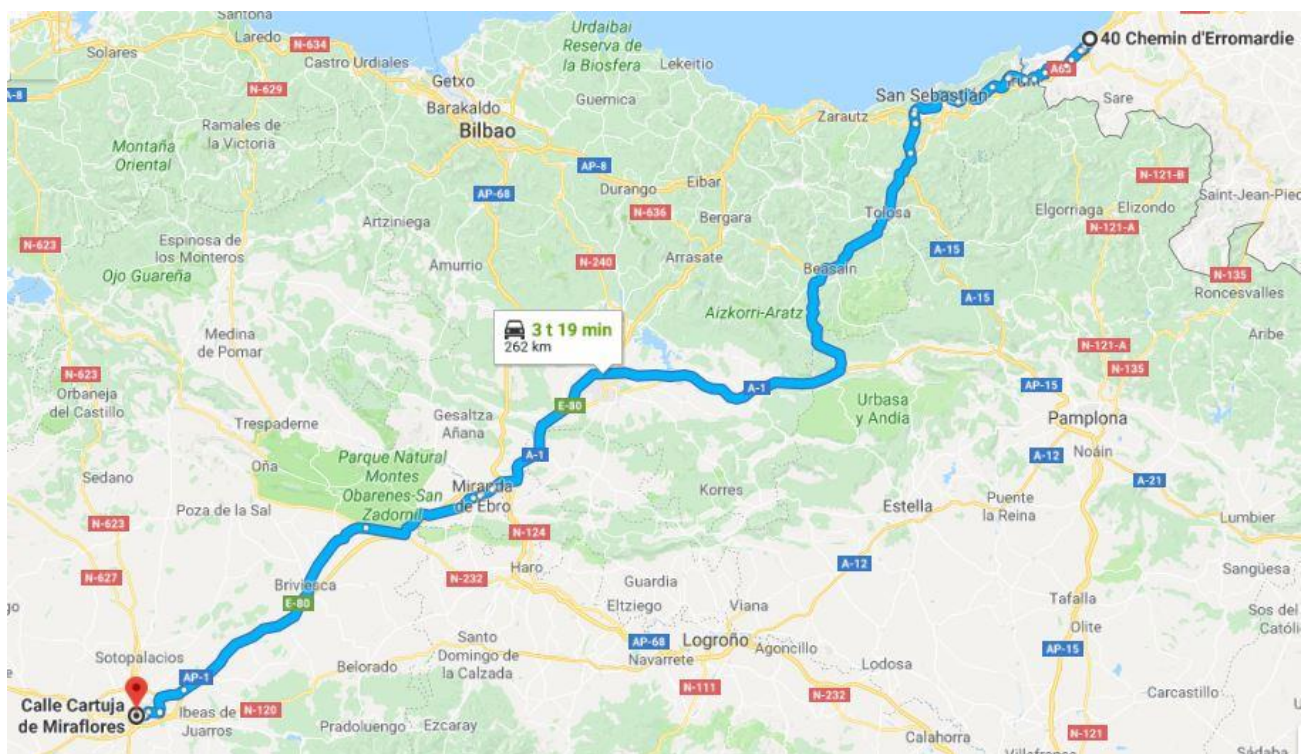 Santona
Solares
Laredo
N-634
Castro Urdiales
Urdaibai
Reserva de
la Biosfera
Lekeitio
40 Chemin d'Erromardie
A63
Sare
A-8
N-629
Getxo
Barakaldo
Bilbao
Guernica
San Sebastián
Zarautz
Ramales de
la Victoria
Montaña
Oriental
AP-8
AP-68
Durango
Eibar
N-636
Bergara
N-121-B
Elgorriaga
Elizondo
Saint-Jean-Pied
N-121-A
Tolosa
Artziniega
N-623
Espinosa de
los Monteros
Ojo Guareña
Amurrio
N-240
Arrasate
Beasain
A-15
N-135
Roncesvalles
Aizkorri-Aratz
A-15
3 t 19 min
262 km
Aribe
Medina
de Pomar
N-121-A
N-135
N-623
Orbaneja
del Castillo
A-1
AP-15
E-80
Urbasa
y Andía
Pamplona
Noáin
Trespaderne
Gesaltza
Añana
A-12
A-21
Oña
Parque Natural
Montes
Obarenes-San
Zadornil
A-1
Sedano
Miranda
de Ebro
Korres
Estella
Puente
la Reina
Lumbier
Poza de la Sal
N-623
N-124
Haro
A-12
Sangüesa
N-627
Briviesca
N-232
Guardia
Eltziego
Viana
Tafalla
Olite
Sos del
E-80
Logroño
AP-68
Agoncillo
Navarrete
Lodosa
AP-15
Sotopalacios
Santo
Domingo de
la Calzada
Belorado
AP-1
N-111
N-232
Carcastillo
Calle Cartuja
de Miraflores
Ibeas de
Juarros
N-120
Pradoluengo
Ezcaray
Calahorra
N-121
Sádaba